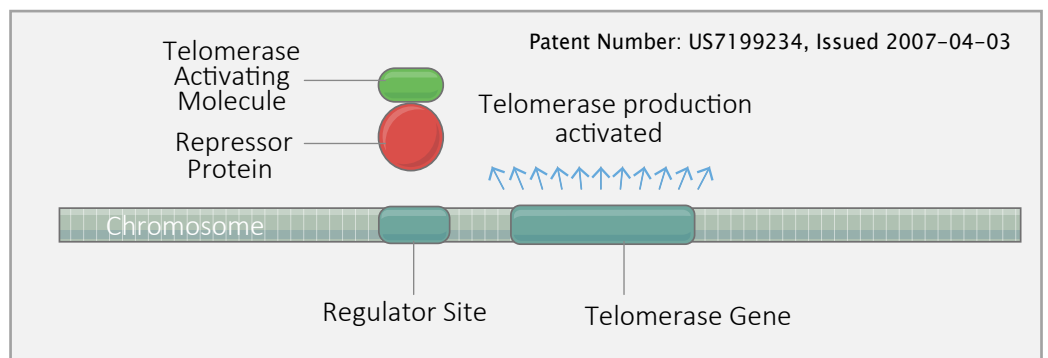 Patent Number: US7199234, Issued 2007-04-03
Telomerase
Activating
Molecule
Repressor
Protein
Telomerase production
activated
Chromosome
Regulator Site
Telomerase Gene